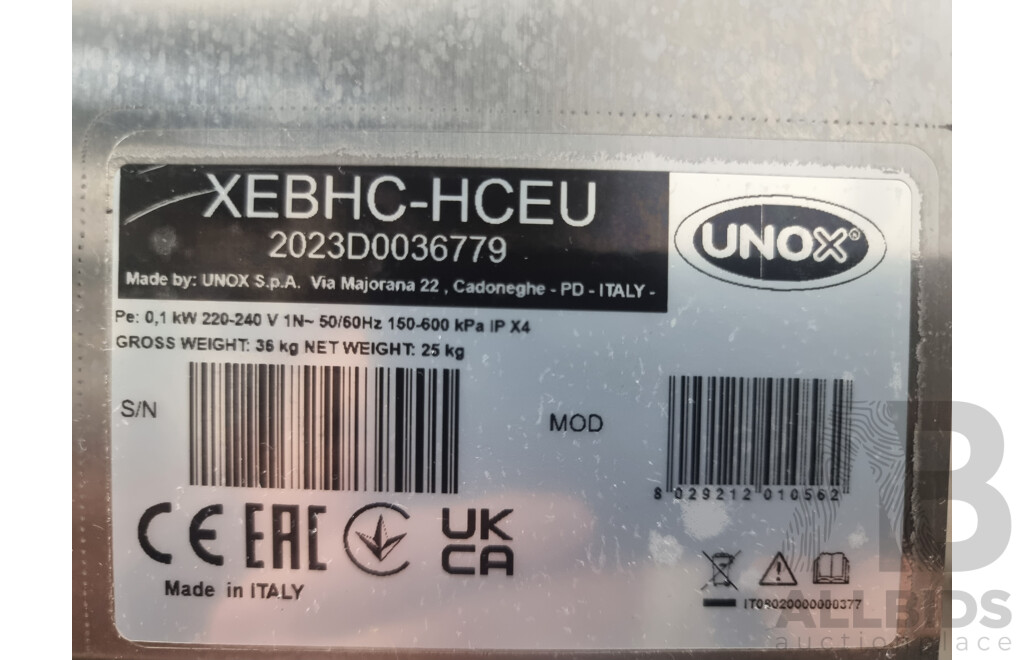 XEBHC-HCEU
2023D0036779
UNOX®
Made by: UNOX S.p.A. Via Majorana 22 , Cadoneghe - PD - ITALY -
Pe: 0,1 kW 220-240 V 1N~ 50/60Hz 150-600 kPa IP X4
GROSS WEIGHT: 36 kg NET WEIGHT: 25 kg
S/N
MOD
8 029212 010562
CE EAC UK
CA
Made in ITALY
IT09020000000377
B
ALLBIDS
auctionplace